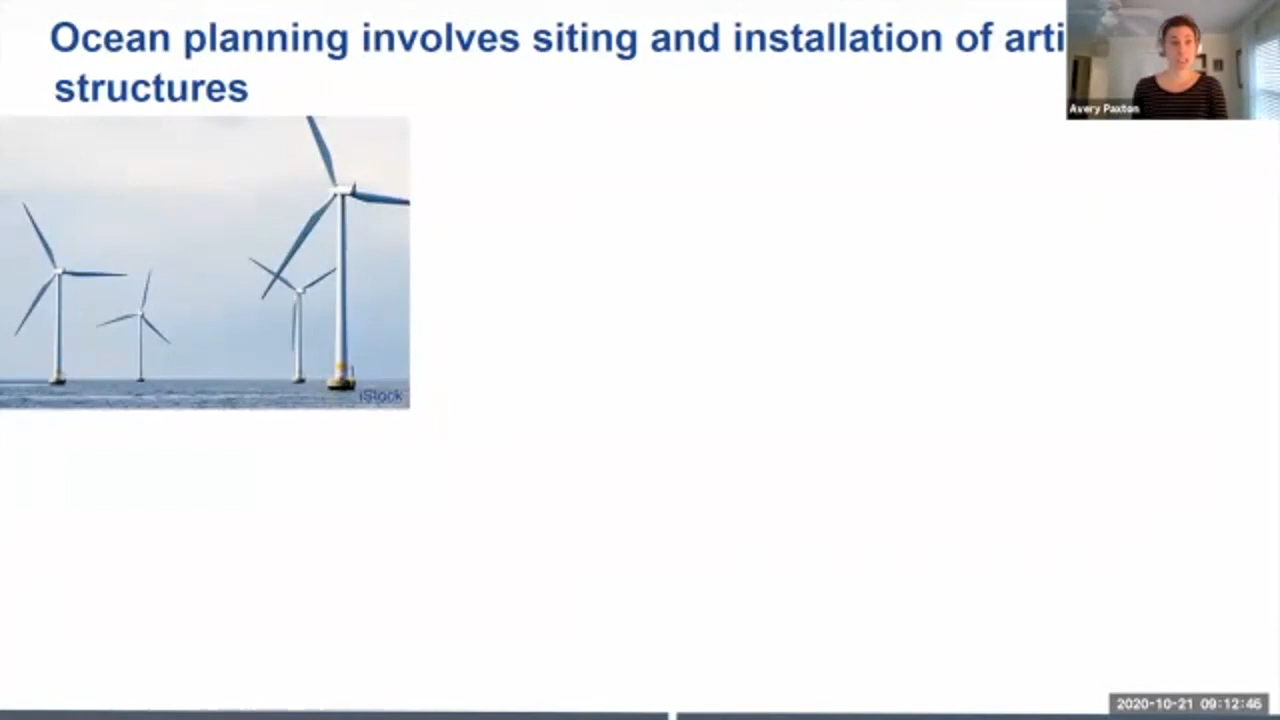 Ocean planning involves siting and installation of arti
structures
Avery Paxton
iStock
2020-10-21 09:12:46